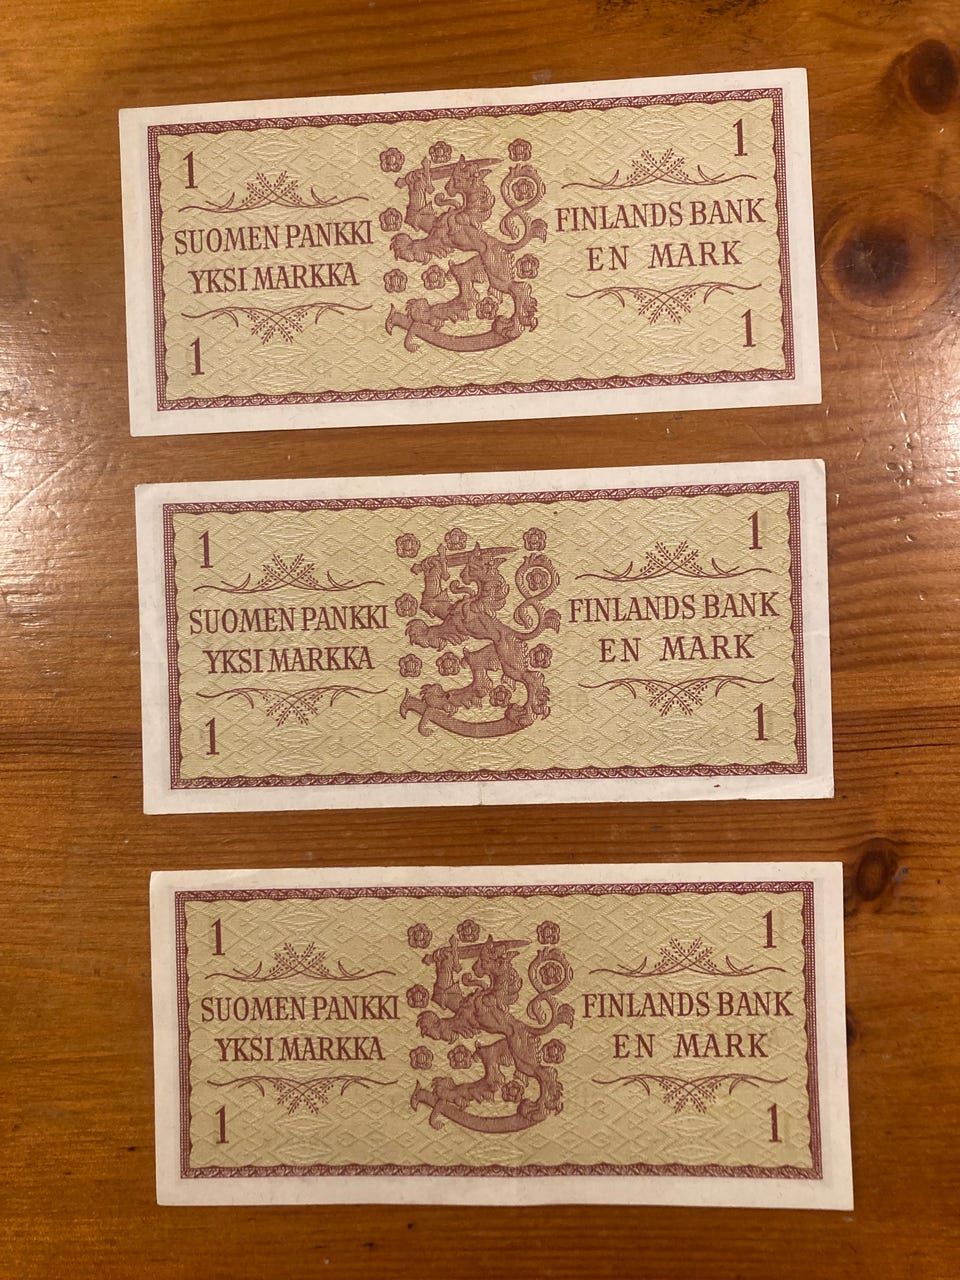 1
1
SUOMEN PANKKI
YKSI MARKKA
FINLANDS BANK
EN MARK
1
1
1
1
SUOMEN PANKKI
YKSI MARKKA
FINLANDS BANK
EN MARK
1
1
1
1
SUOMEN PANKKI
YKSI MARKKA
FINLANDS BANK
EN MARK
1
1